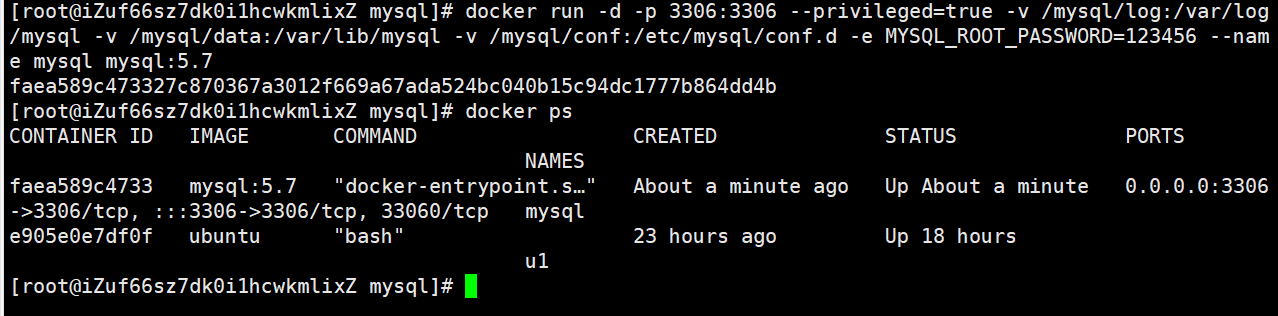 [root@iZuf66sz7dk0i1hcwkmlixZ mysql]# docker run -d -p 3306:3306 --privileged=true -v /mysql/log:/var/log
/mysql -v /mysql/data:/var/lib/mysql -v /mysql/conf:/etc/mysql/conf.d -e MYSQL_ROOT_PASSWORD=123456 --nam
e mysql mysql:5.7
faea589c473327c870367a3012f669a67ada524bc040b15c94dc1777b864dd4b
[root@iZuf66sz7dk0i1hcwkmlixZ mysql]# docker ps
CONTAINER ID   IMAGE       COMMAND                  CREATED              STATUS              PORTS
                                           NAMES
faea589c4733   mysql:5.7   "docker-entrypoint.s…"   About a minute ago   Up About a minute   0.0.0.0:3306
->3306/tcp, :::3306->3306/tcp, 33060/tcp   mysql
e905e0e7df0f   ubuntu      "bash"                   23 hours ago         Up 18 hours
                                           u1
[root@iZuf66sz7dk0i1hcwkmlixZ mysql]#